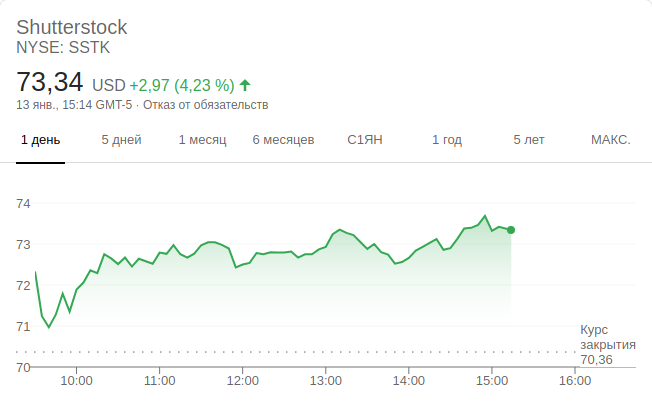 Shutterstock
NYSE: SSTK
73,34 USD +2,97 (4,23 %)
13 янв., 15:14 GMT-5 · Отказ от обязательств
1 день 5 дней 1 месяц 6 месяцев С1ЯН 1 год 5 лет МАКС.
74
73
72
71
Курс
закрытия
70,36
70
10:00 11:00 12:00 13:00 14:00 15:00 16:00